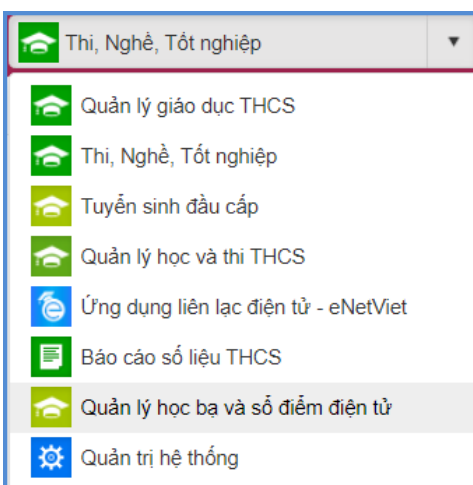 Thi, Nghề, Tốt nghiệp
Quản lý giáo dục THCS
Thi, Nghề, Tốt nghiệp
Tuyển sinh đầu cấp
Quản lý học và thi THCS
Ứng dụng liên lạc điện tử - eNetViet
Báo cáo số liệu THCS
Quản lý học bạ và sổ điểm điện tử
Quản trị hệ thống